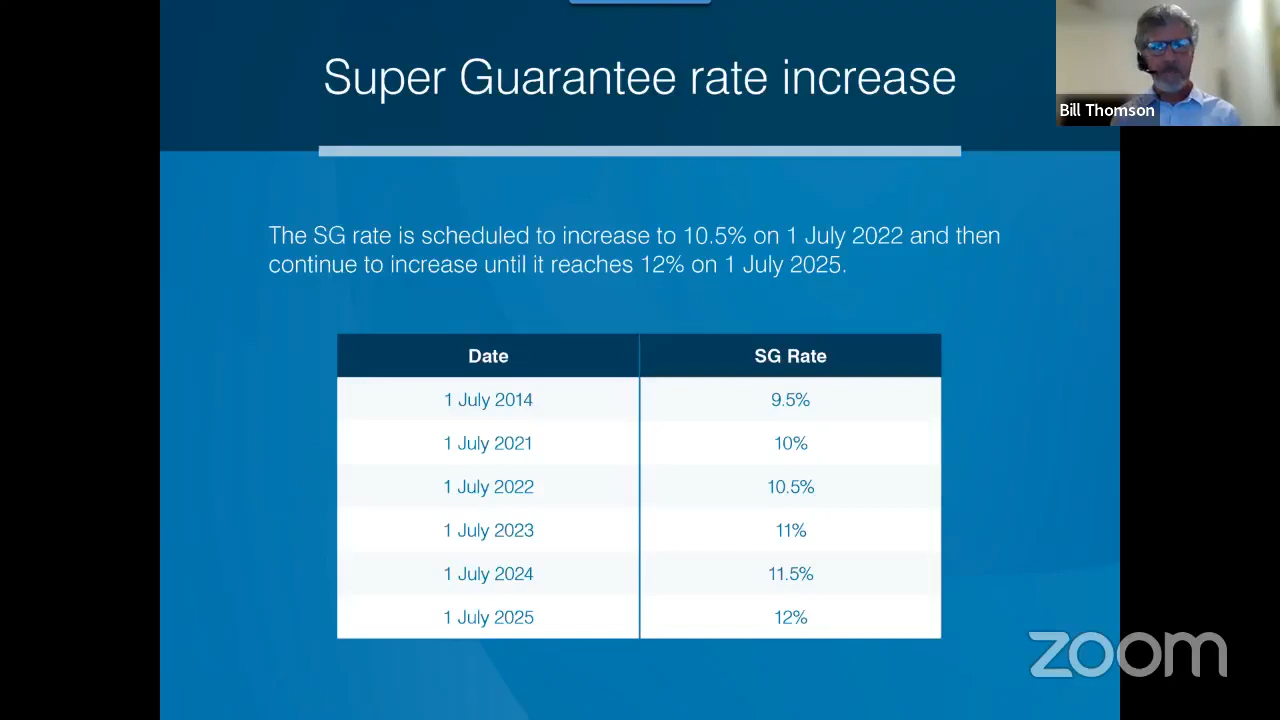 Super Guarantee rate increase
Bill Thomson
The SG rate is scheduled to increase to 10.5% on 1 July 2022 and then
continue to increase until it reaches 12% on 1 July 2025.
Date SG Rate
1 July 2014 9.5%
1 July 2021 10%
1 July 2022 10.5%
1 July 2023 11%
1 July 2024 11.5%
1 July 2025 12%
zoom